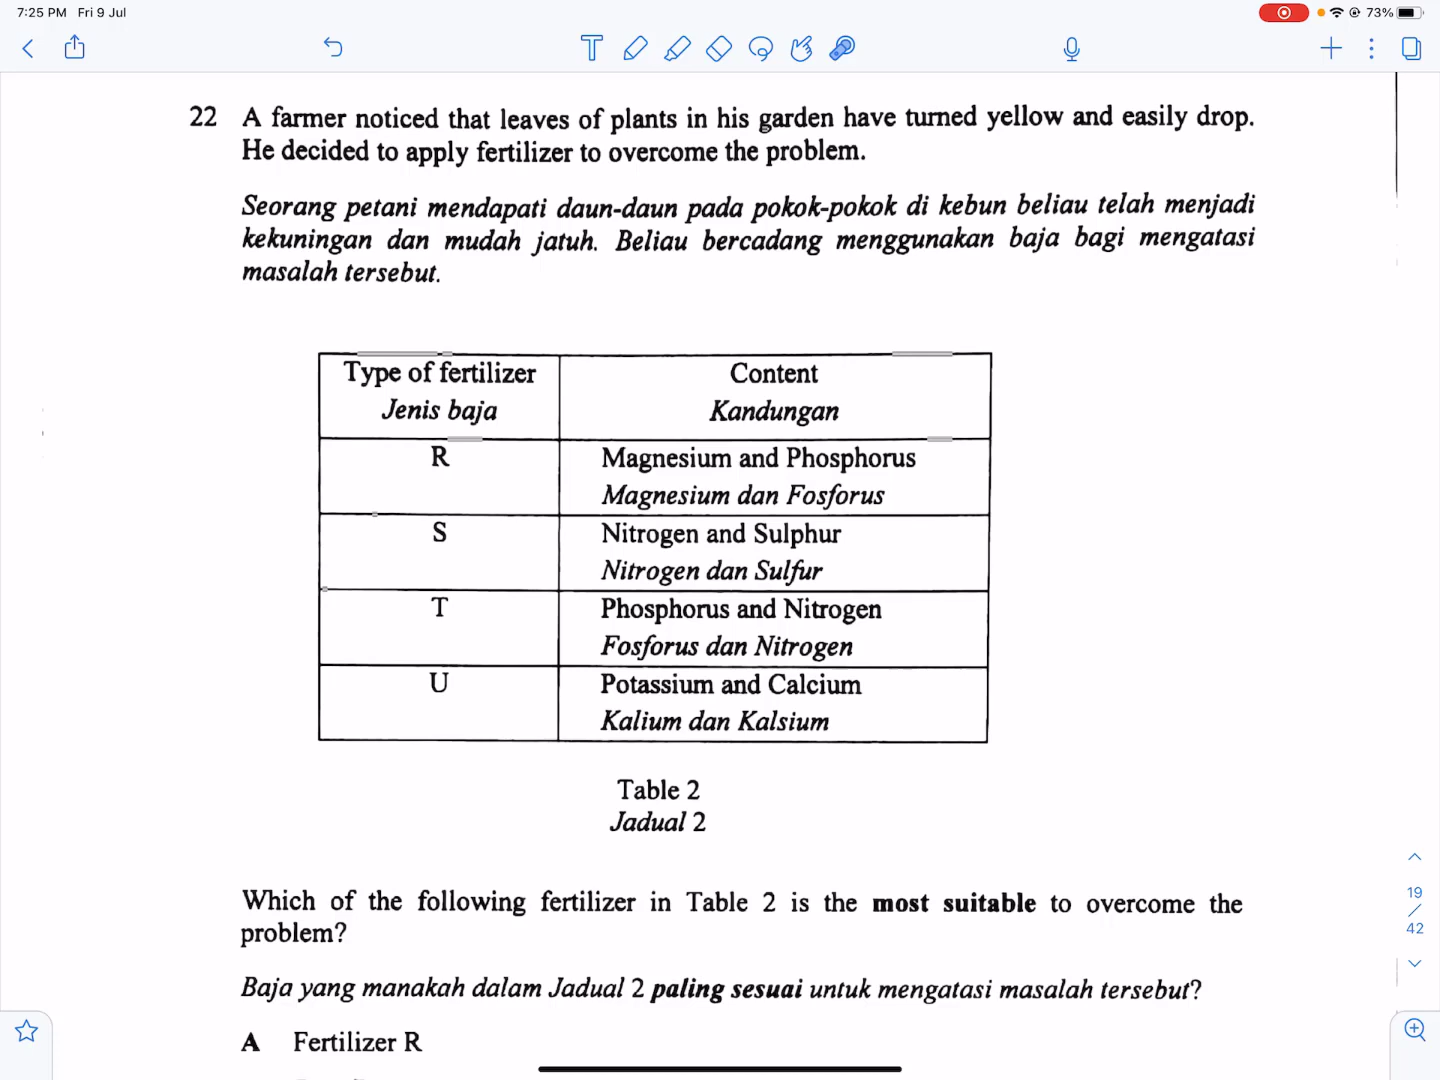 7:25 PM Fri 9 Jul
73%
22 A farmer noticed that leaves of plants in his garden have turned yellow and easily drop.
He decided to apply fertilizer to overcome the problem.
Seorang petani mendapati daun-daun pada pokok-pokok di kebun beliau telah menjadi
kekuningan dan mudah jatuh. Beliau bercadang menggunakan baja bagi mengatasi
masalah tersebut.
Type of fertilizer Content
Jenis baja Kandungan
R Magnesium and Phosphorus
Magnesium dan Fosforus
S Nitrogen and Sulphur
Nitrogen dan Sulfur
T Phosphorus and Nitrogen
Fosforus dan Nitrogen
U Potassium and Calcium
Kalium dan Kalsium
Table 2
Jadual 2
Which of the following fertilizer in Table 2 is the most suitable to overcome the
problem?
Baja yang manakah dalam Jadual 2 paling sesuai untuk mengatasi masalah tersebut?
A Fertilizer R
19
/
42